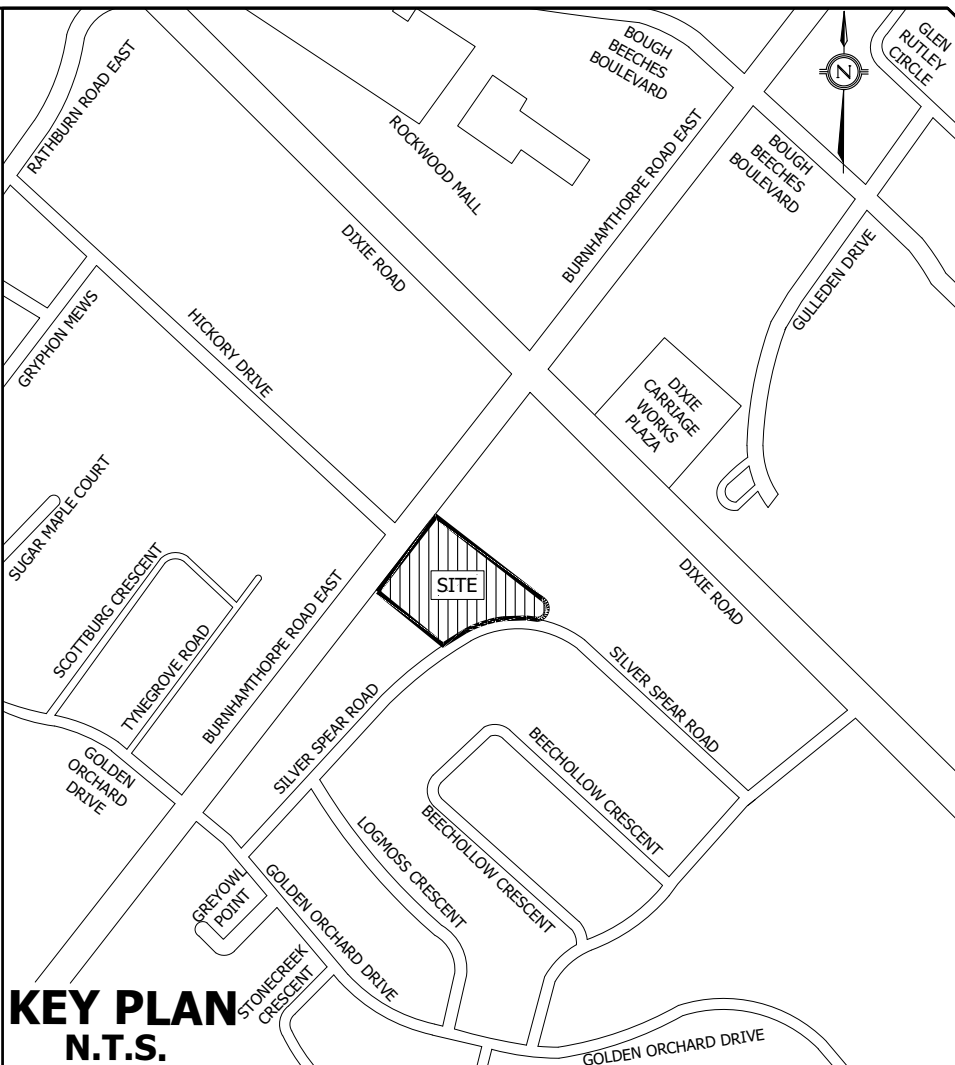 GLEN
RUTLEY
CIRCLE
BOUGH
BEECHES
BOULEVARD
N
RATHBURN ROAD EAST
ROCKWOOD MALL
BURNHAMTHORPE ROAD EAST
BOUGH
BEECHES
BOULEVARD
DIXIE ROAD
GULLEDEN DRIVE
GRYPHON MEWS
HICKORY DRIVE
DIXIE
CARRIAGE
WORKS
PLAZA
SUGAR MAPLE COURT
SITE
SCOTTBURG CRESCENT
DIXIE ROAD
TYNEGROVE ROAD
BURNHAMTHORPE ROAD EAST
SILVER SPEAR ROAD
SILVER SPEAR ROAD
GOLDEN
ORCHARD
DRIVE
BEECHOLLOW CRESCENT
BEECHOLLOW CRESCENT
LOGMOSS CRESCENT
GREYOWL
POINT
GOLDEN ORCHARD DRIVE
STONECREEK
CRESCENT
KEY PLAN
N.T.S.
GOLDEN ORCHARD DRIVE